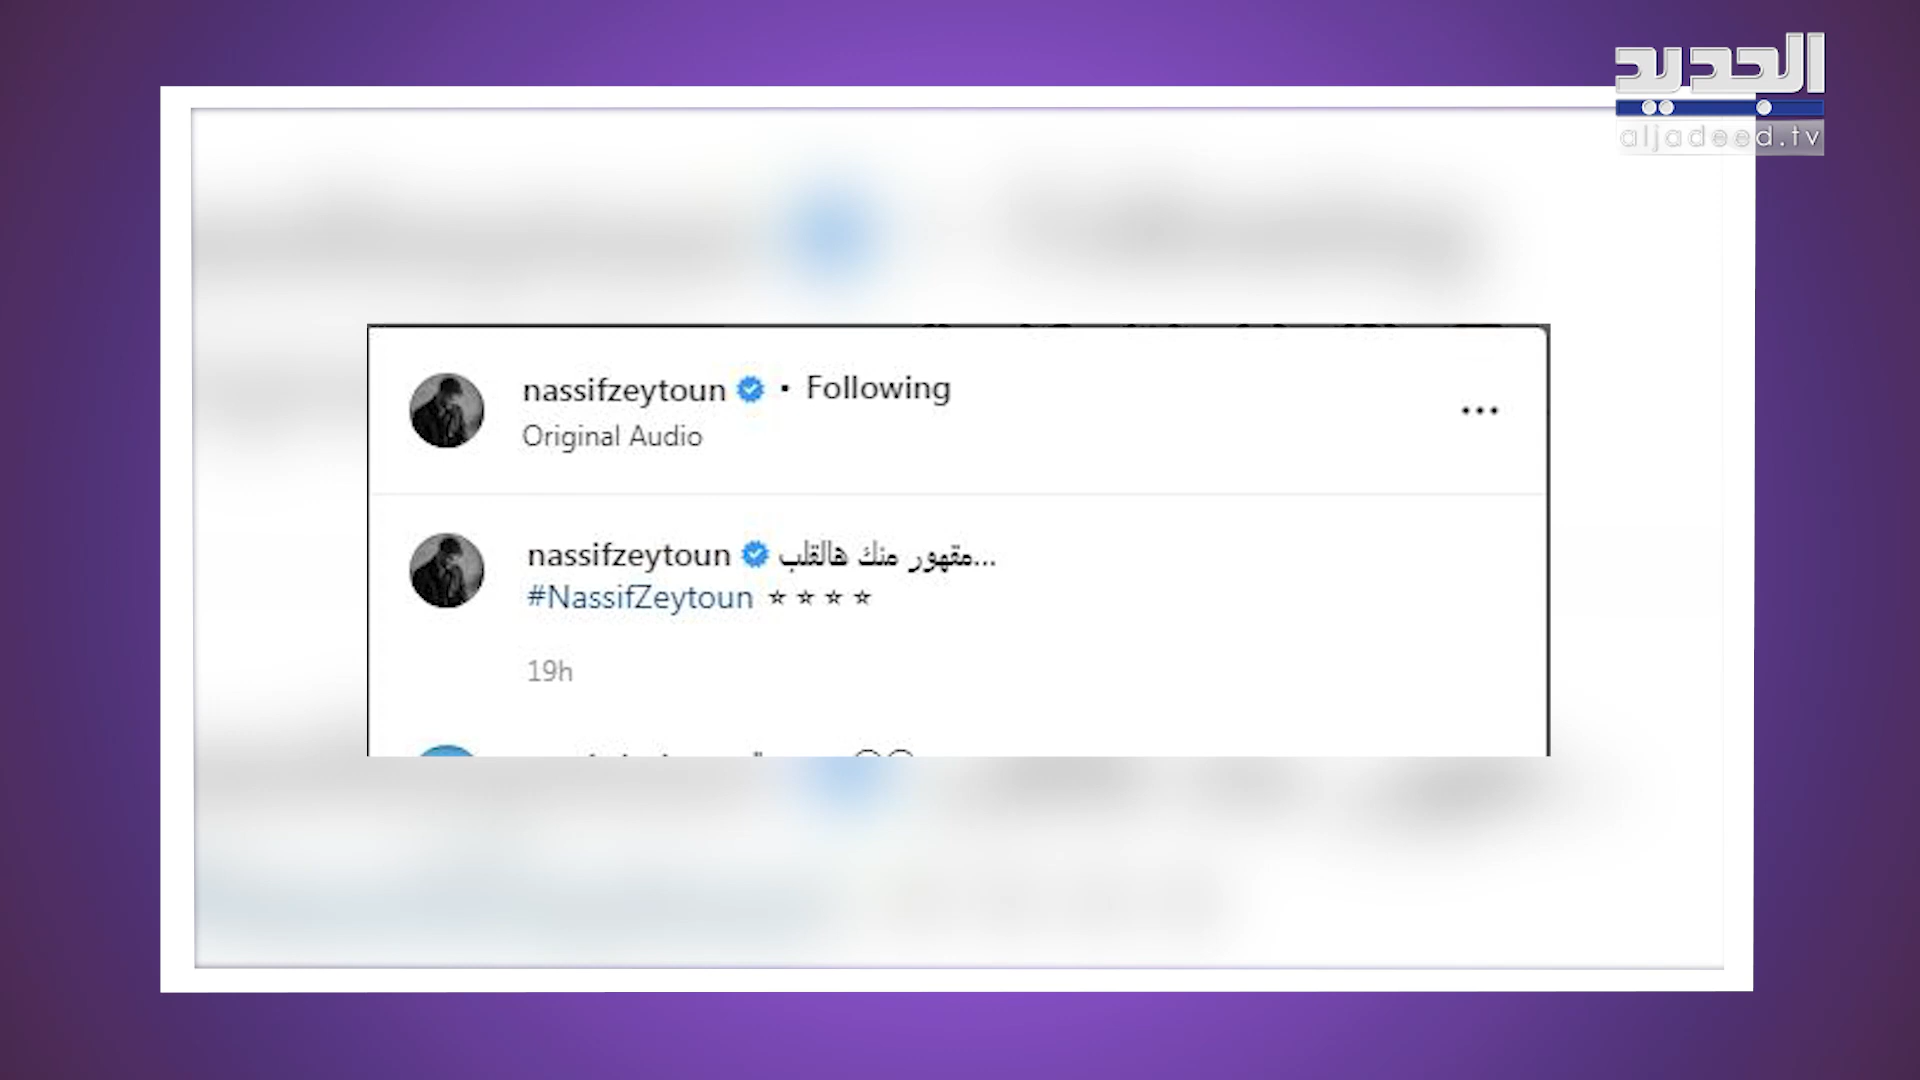 الجديد
aljadeed.tv
nassifzeytoun • Following
Original Audio
nassifzeytoun مقهور منك هالقلب...
#NassifZeytoun ☆ ☆ ☆ ☆
19h